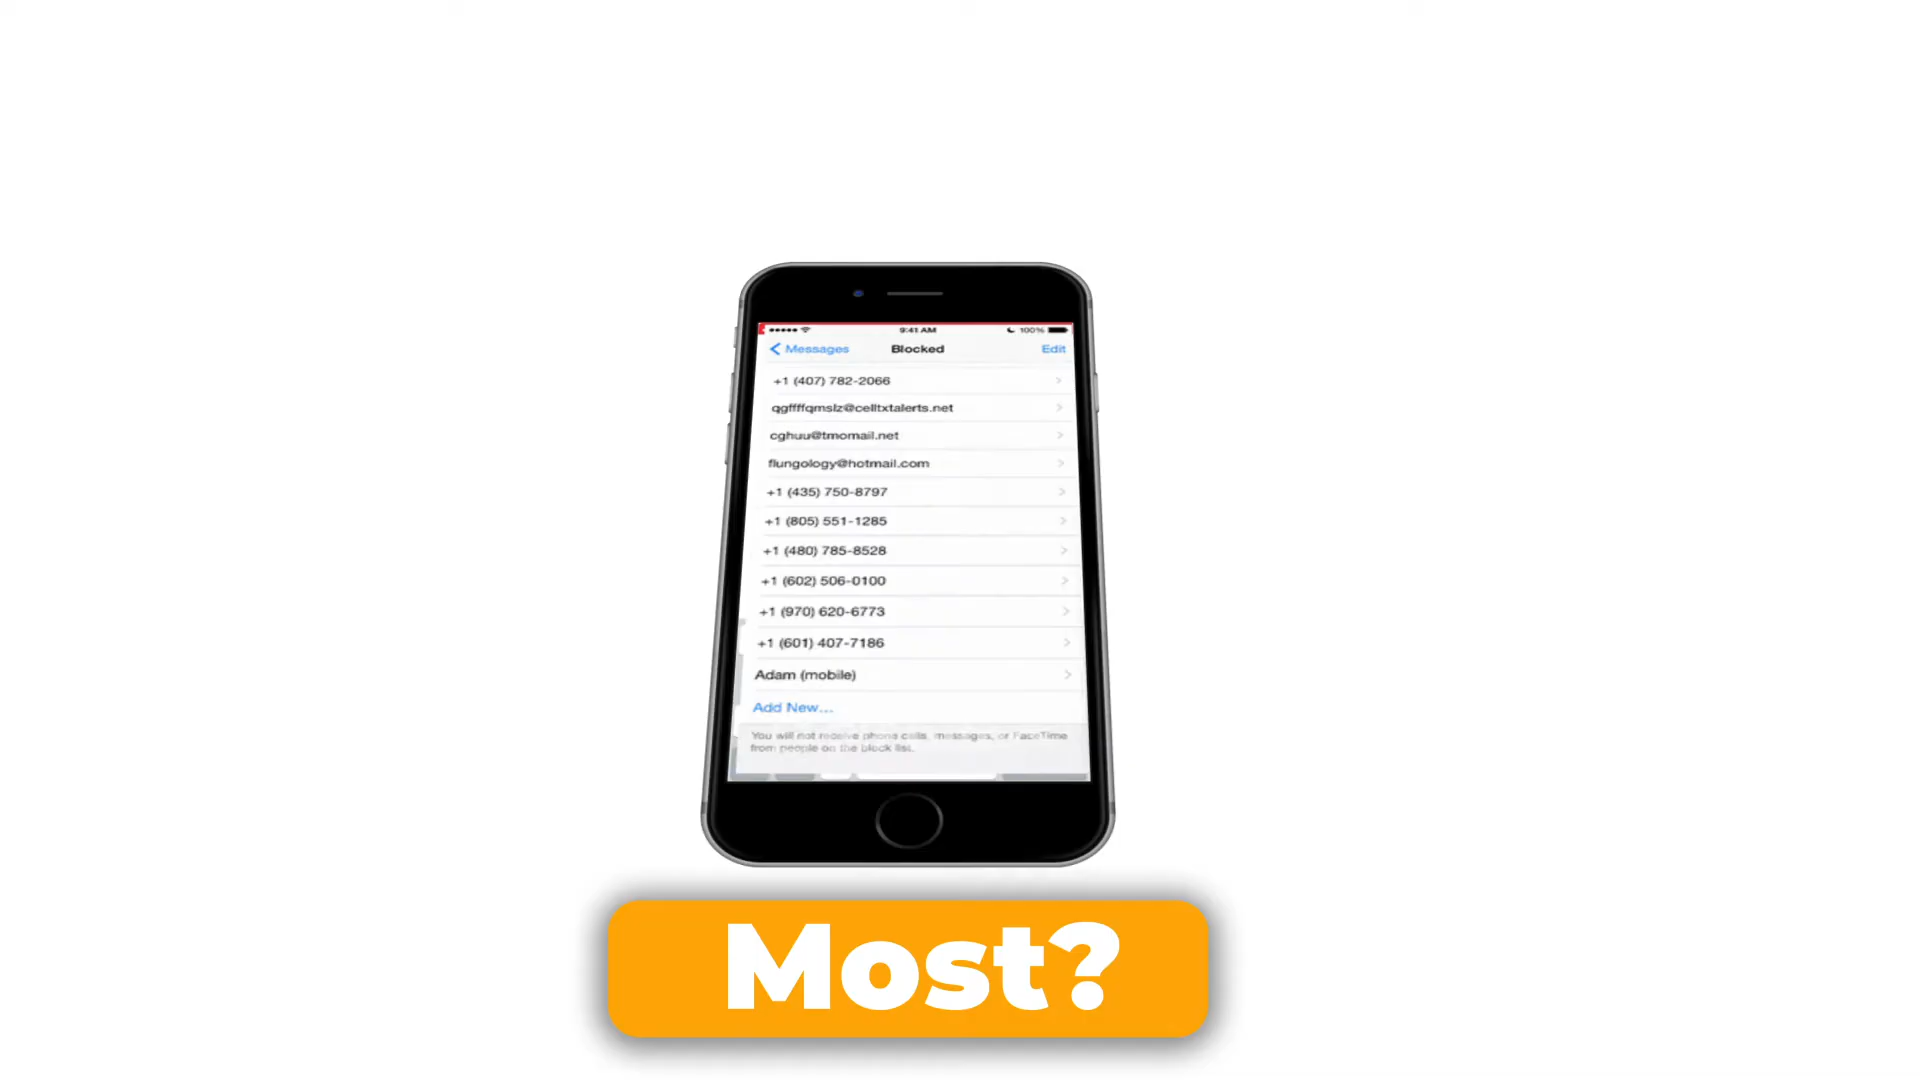 9:41 AM 100%
Messages Blocked Edit
+1 (407) 782-2066
qgffffqmslz@celltxtalerts.net
cghuu@tmomail.net
flungology@hotmail.com
+1 (435) 750-8797
+1 (805) 551-1285
+1 (480) 785-8528
+1 (602) 506-0100
+1 (970) 620-6773
+1 (601) 407-7186
Adam (mobile)
Add New...
You will not receive phone calls, messages, or FaceTime
from people on the block list.
Most?